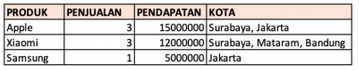 PRODUK PENJUALAN PENDAPATAN KOTA
Apple 3 15000000 Surabaya, Jakarta
Xiaomi 3 12000000 Surabaya, Mataram, Bandung
Samsung 1 5000000 Jakarta